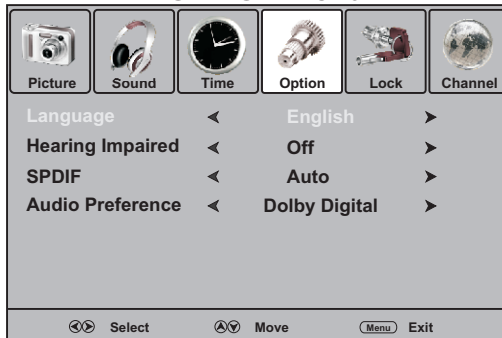 Picture Sound Time Option Lock Channel
Language English
Hearing Impaired Off
SPDIF Auto
Audio Preference Dolby Digital
Select Move Menu Exit